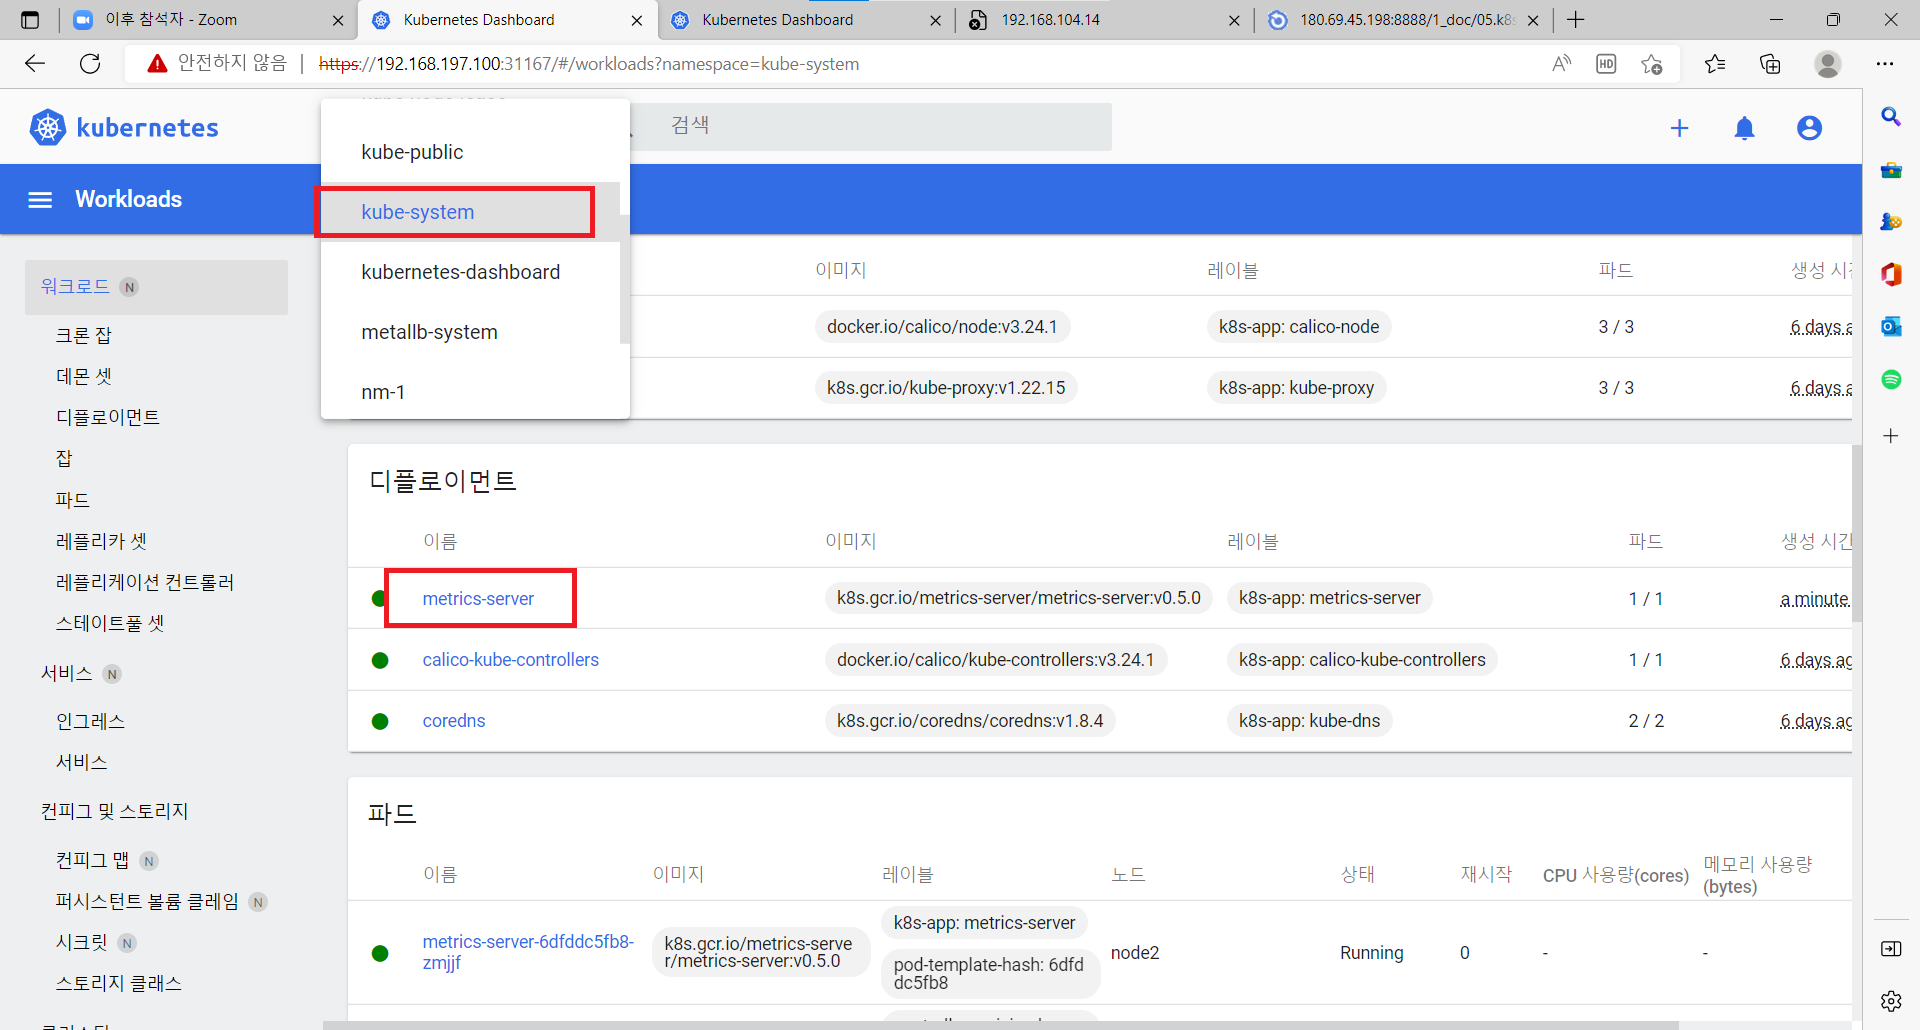 이후 참석자 - Zoom
Kubernetes Dashboard
Kubernetes Dashboard
192.168.104.14
180.69.45.198:8888/1_doc/05.k8s
안전하지 않음 | https://192.168.197.100:31167/#/workloads?namespace=kube-system
HD
kubernetes
검색
kube-public
kube-system
kubernetes-dashboard
metallb-system
nm-1
Workloads
워크로드 N
크론 잡
데몬 셋
디플로이먼트
잡
파드
레플리카 셋
레플리케이션 컨트롤러
스테이트풀 셋
서비스 N
인그레스
서비스
컨피그 및 스토리지
컨피그 맵 N
퍼시스턴트 볼륨 클레임 N
시크릿 N
스토리지 클래스
이미지 레이블 파드 생성 시간
docker.io/calico/node:v3.24.1 k8s-app: calico-node 3 / 3 6 days a
k8s.gcr.io/kube-proxy:v1.22.15 k8s-app: kube-proxy 3 / 3 6 days a
디플로이먼트
이름 이미지 레이블 파드 생성 시간
metrics-server k8s.gcr.io/metrics-server/metrics-server:v0.5.0 k8s-app: metrics-server 1 / 1 a minute
calico-kube-controllers docker.io/calico/kube-controllers:v3.24.1 k8s-app: calico-kube-controllers 1 / 1 6 days ag
coredns k8s.gcr.io/coredns/coredns:v1.8.4 k8s-app: kube-dns 2 / 2 6 days ag
파드
이름 이미지 레이블 노드 상태 재시작 CPU 사용량(cores) 메모리 사용량
(bytes)
k8s-app: metrics-server
metrics-server-6dfddc5fb8- k8s.gcr.io/metrics-serve node2 Running 0 - -
zmjjf r/metrics-server:v0.5.0 pod-template-hash: 6dfd
dc5fb8